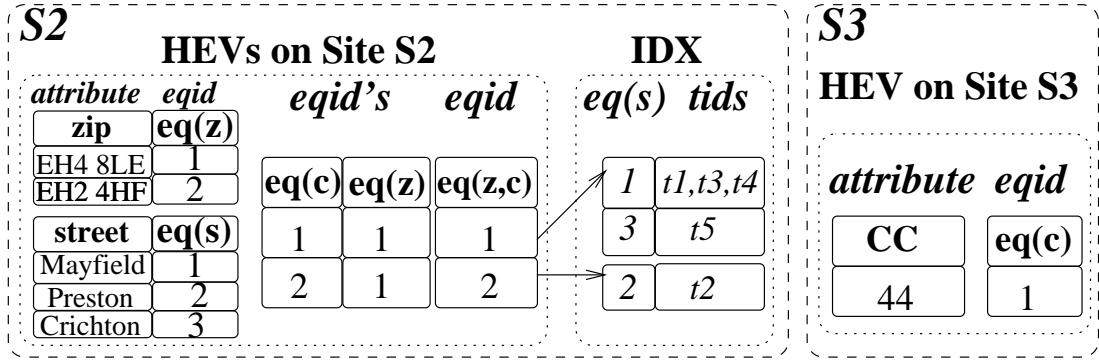 S2
HEVs on Site S2
IDX
attribute eqid
eqid's eqid
eq(s) tids
zip eq(z)
EH4 8LE 1
EH2 4HF 2
street eq(s)
Mayfield 1
Preston 2
Crichton 3
eq(c) eq(z) eq(z,c)
1 1 1
2 1 2
1 t1,t3,t4
3 t5
2 t2
S3
HEV on Site S3
attribute eqid
CC eq(c)
44 1